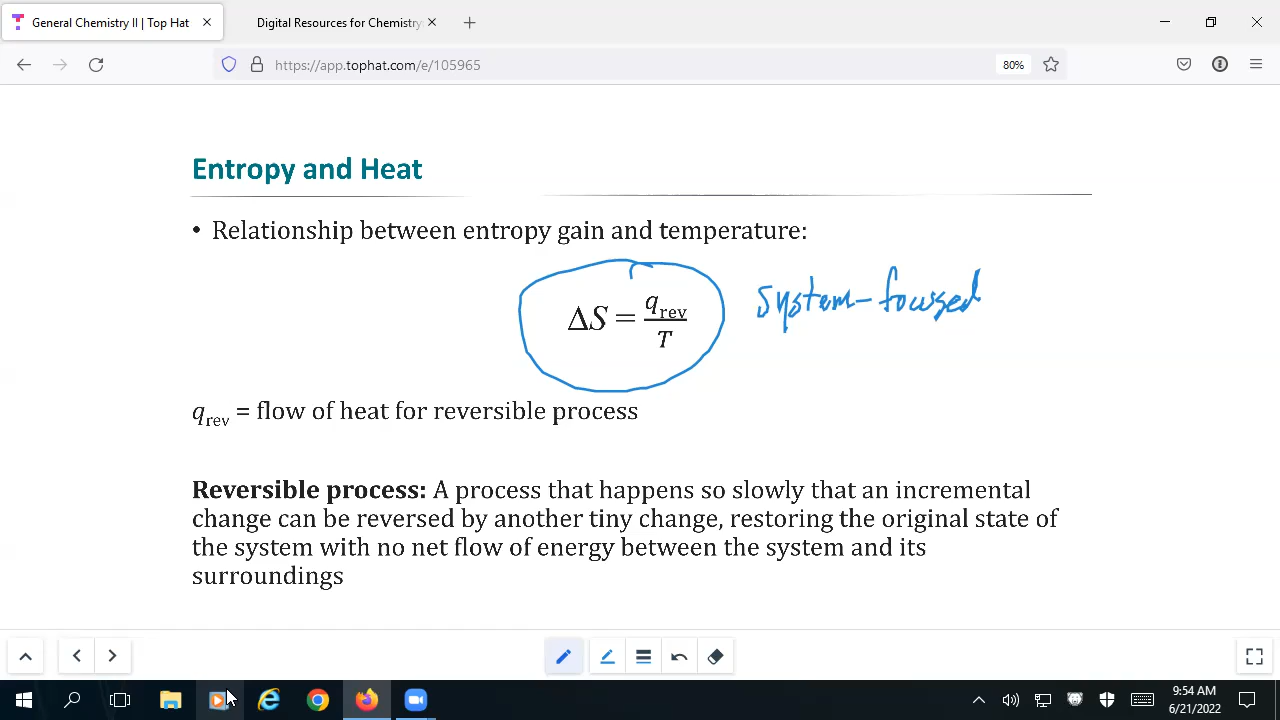 General Chemistry II | Top Hat
Digital Resources for Chemistry
https://app.tophat.com/e/105965
80%
Entropy and Heat
• Relationship between entropy gain and temperature:
ΔS = q_rev / T
system-focused
q_rev = flow of heat for reversible process
Reversible process: A process that happens so slowly that an incremental
change can be reversed by another tiny change, restoring the original state of
the system with no net flow of energy between the system and its
surroundings
9:54 AM
6/21/2022